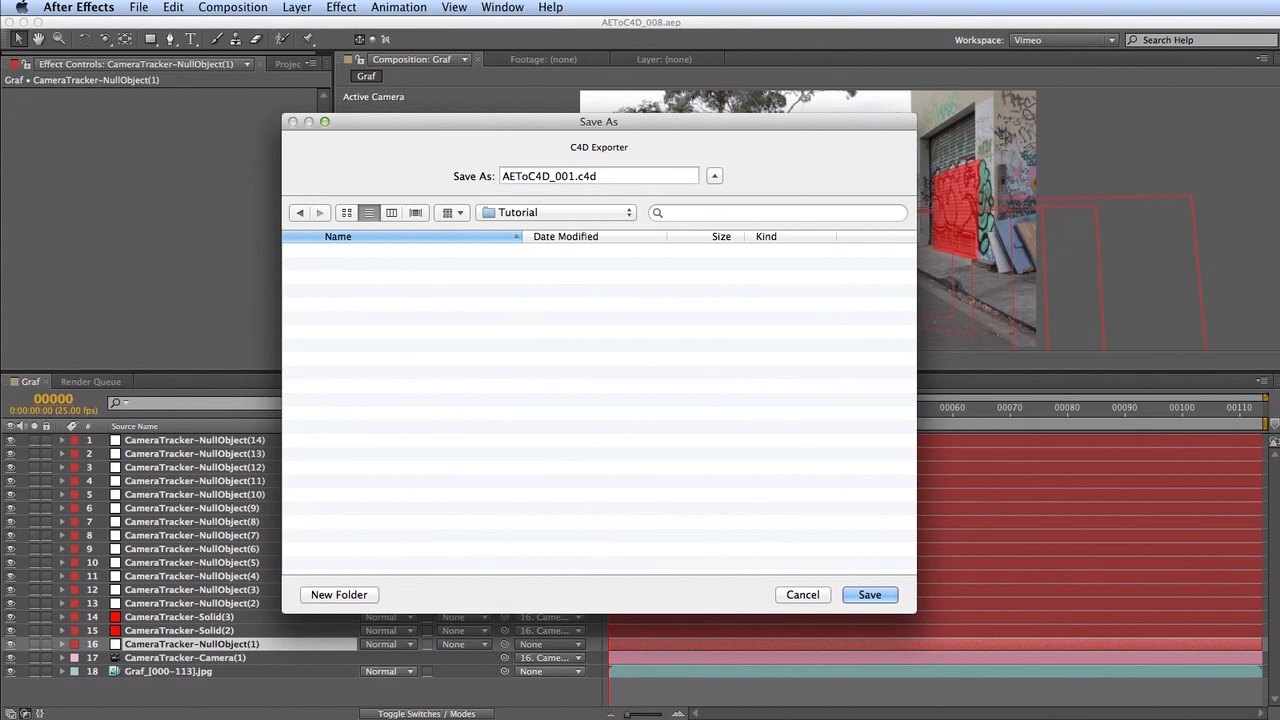 After Effects File Edit Composition Layer Effect Animation View Window Help
AEToC4D_008.aep
Workspace: Vimeo Search Help
Effect Controls: CameraTracker-NullObject(1) Projec Composition: Graf Footage: (none) Layer: (none)
Graf • CameraTracker-NullObject(1) Graf
Active Camera
Save As
C4D Exporter
Save As: AEToC4D_001.c4d
Tutorial
Name Date Modified Size Kind
New Folder Cancel Save
Graf Render Queue
00000
0:00:00:00 (25.00 fps)
00060 00070 00080 00090 00100 00110
# Source Name
1 CameraTracker-NullObject(14)
2 CameraTracker-NullObject(13)
3 CameraTracker-NullObject(12)
4 CameraTracker-NullObject(11)
5 CameraTracker-NullObject(10)
6 CameraTracker-NullObject(9)
7 CameraTracker-NullObject(8)
8 CameraTracker-NullObject(7)
9 CameraTracker-NullObject(6)
10 CameraTracker-NullObject(5)
11 CameraTracker-NullObject(4)
12 CameraTracker-NullObject(3)
13 CameraTracker-NullObject(2)
14 CameraTracker-Solid(3) Normal None 16. Came...
15 CameraTracker-Solid(2) Normal None 16. Came...
16 CameraTracker-NullObject(1) Normal None None
17 CameraTracker-Camera(1) 16. Came...
18 Graf_[000-113].jpg Normal None
Toggle Switches / Modes